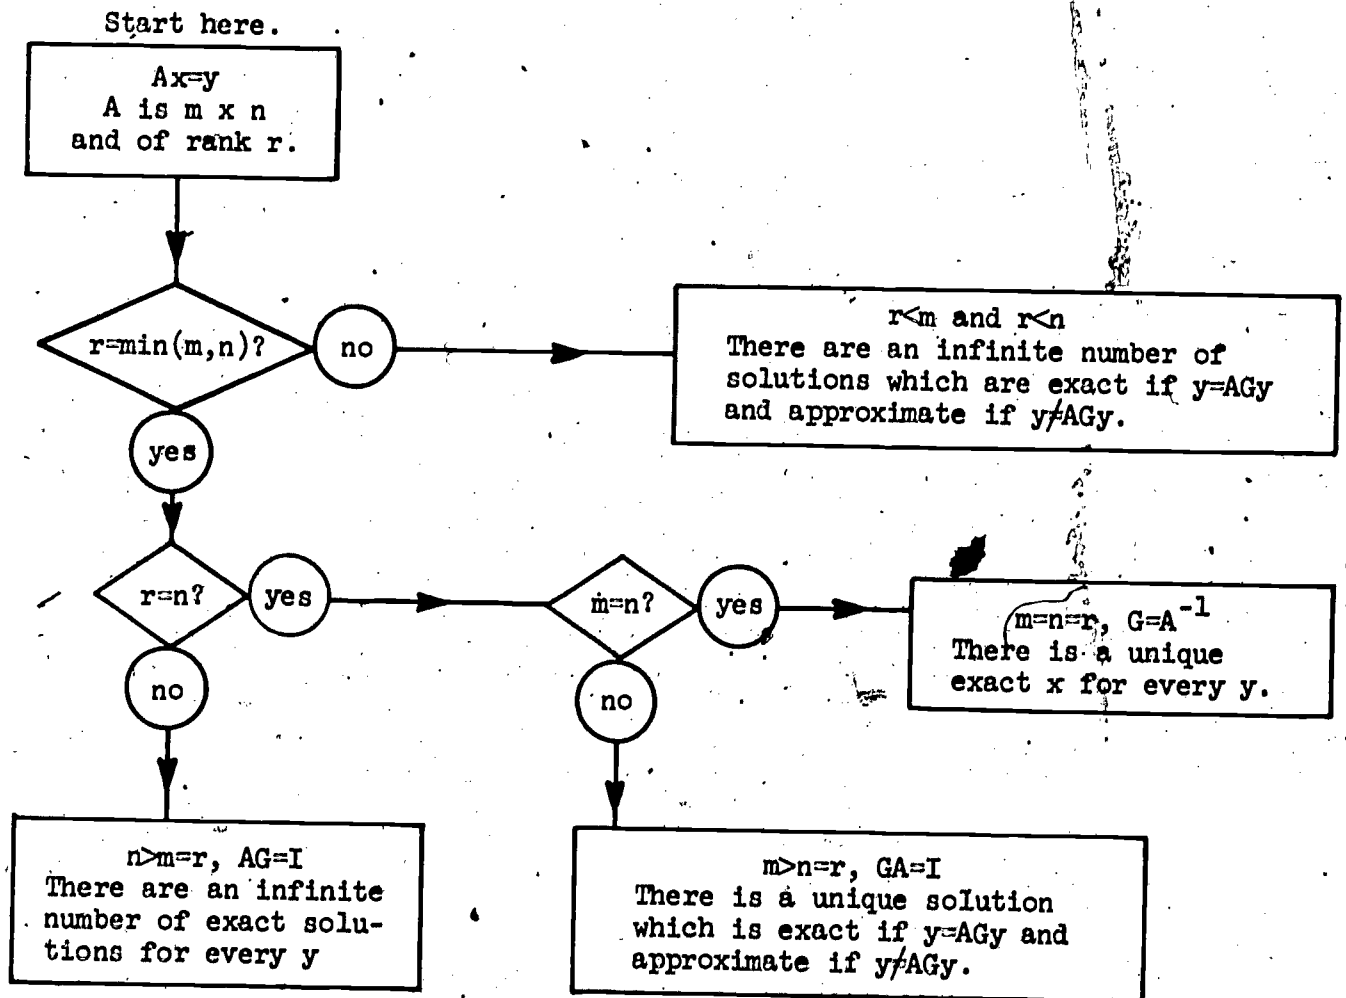 Start here.
Ax=y
A is m x n
and of rank r.
r=min(m,n)?
no
r<m and r<n
There are an infinite number of
solutions which are exact if y=AGy
and approximate if y≠AGy.
yes
r=n?
yes
m=n?
yes
m=n=r, G=A⁻¹
There is a unique
exact x for every y.
no
no
n>m=r, AG=I
There are an infinite
number of exact solu-
tions for every y
m>n=r, GA=I
There is a unique solution
which is exact if y=AGy and
approximate if y≠AGy.